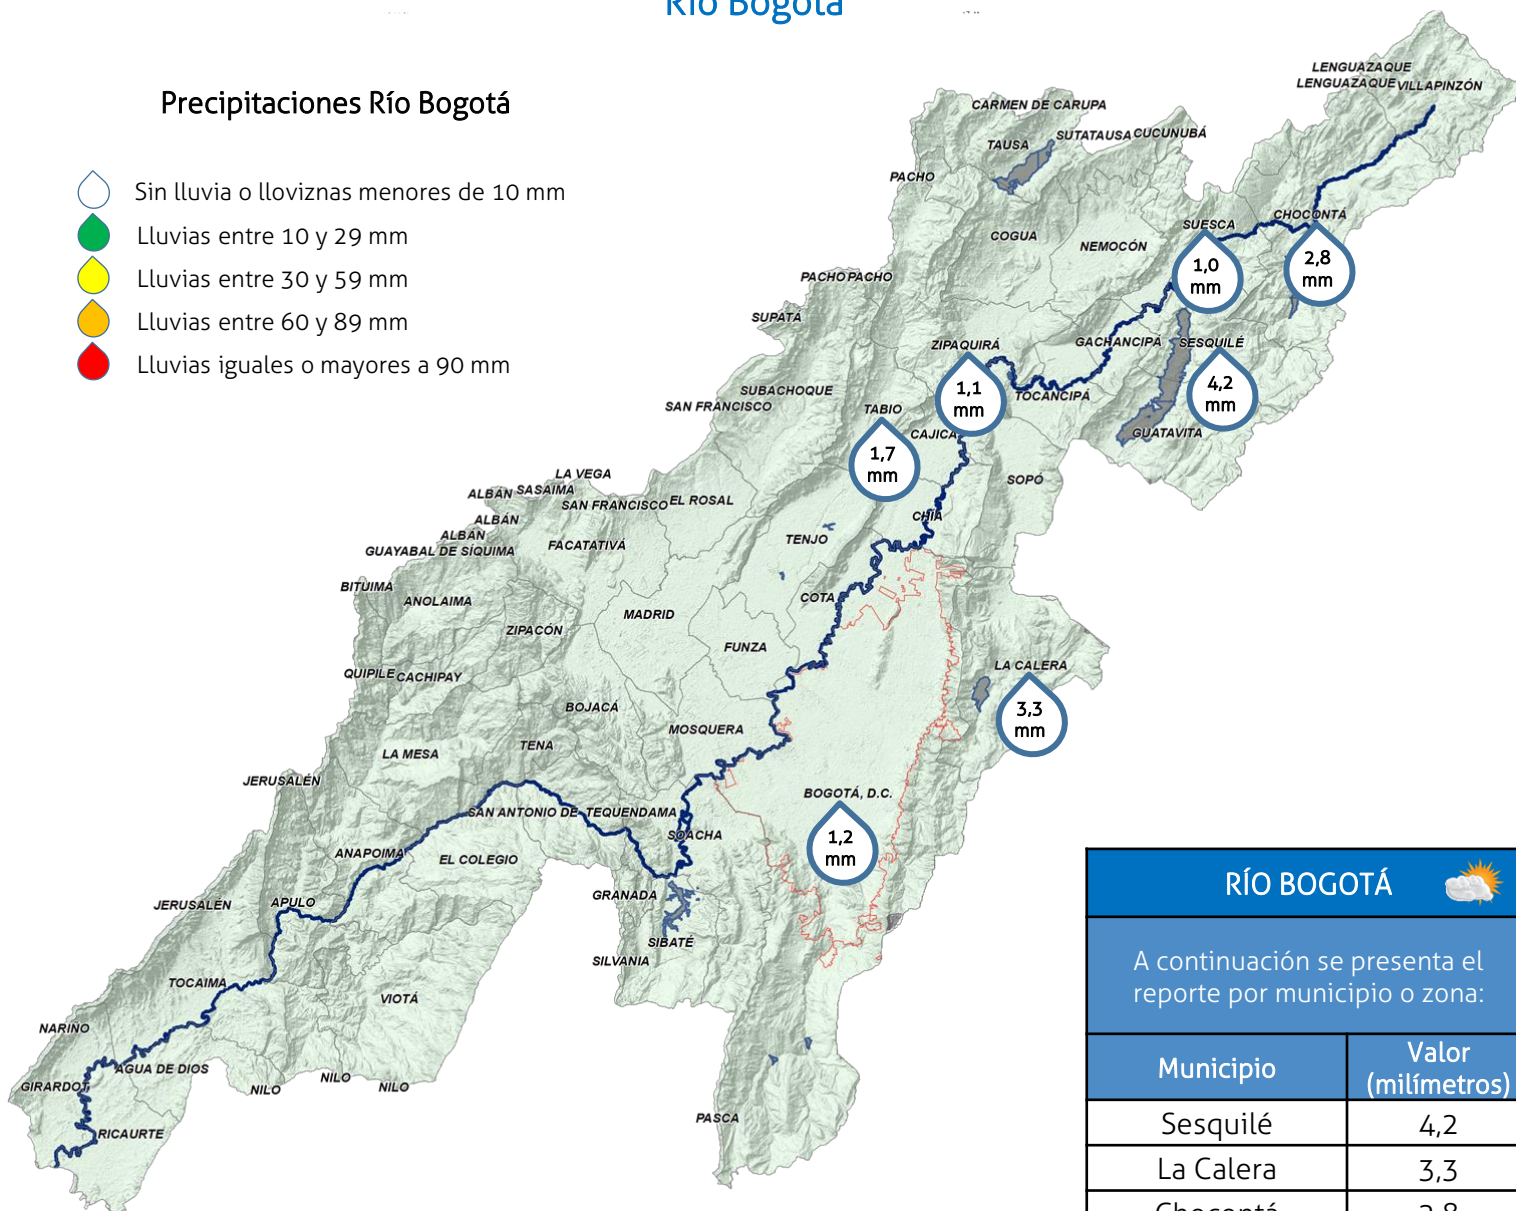 Río Bogotá
Precipitaciones Río Bogotá
Sin lluvia o lloviznas menores de 10 mm
Lluvias entre 10 y 29 mm
Lluvias entre 30 y 59 mm
Lluvias entre 60 y 89 mm
Lluvias iguales o mayores a 90 mm
LENGUAZAQUE
LENGUAZAQUE VILLAPINZÓN
CARMEN DE CARUPA
TAUSA
SUTATAUSA CUCUNUBÁ
PACHO
COGUA
NEMOCÓN
SUESCA
CHOCONTÁ
1,0
mm
2,8
mm
PACHO PACHO
SUPATÁ
ZIPAQUIRÁ
GACHANCIPÁ
SESQUILÉ
1,1
mm
4,2
mm
SUBACHOQUE
SAN FRANCISCO
TABIO
TOCANCIPÁ
CAJICÁ
GUATAVITA
1,7
mm
SOPÓ
LA VEGA
ALBÁN SASAIMA
SAN FRANCISCO EL ROSAL
ALBÁN
ALBÁN
GUAYABAL DE SÍQUIMA
FACATATIVÁ
CHÍA
TENJO
BITUIMA
ANOLAIMA
COTA
MADRID
ZIPACÓN
FUNZA
QUIPILE CACHIPAY
LA CALERA
3,3
mm
BOJACÁ
MOSQUERA
LA MESA
TENA
JERUSALÉN
BOGOTÁ, D.C.
1,2
mm
SAN ANTONIO DE TEQUENDAMA
SOACHA
ANAPOIMA
EL COLEGIO
GRANADA
JERUSALÉN
APULO
SIBATÉ
SILVANIA
TOCAIMA
VIOTÁ
NARIÑO
AGUA DE DIOS
GIRARDOT
NILO
NILO
NILO
RICAURTE
PASCA
RÍO BOGOTÁ
A continuación se presenta el
reporte por municipio o zona:
Municipio
Valor
(milímetros)
Sesquilé 4,2
La Calera 3,3
Chocontá 2,8